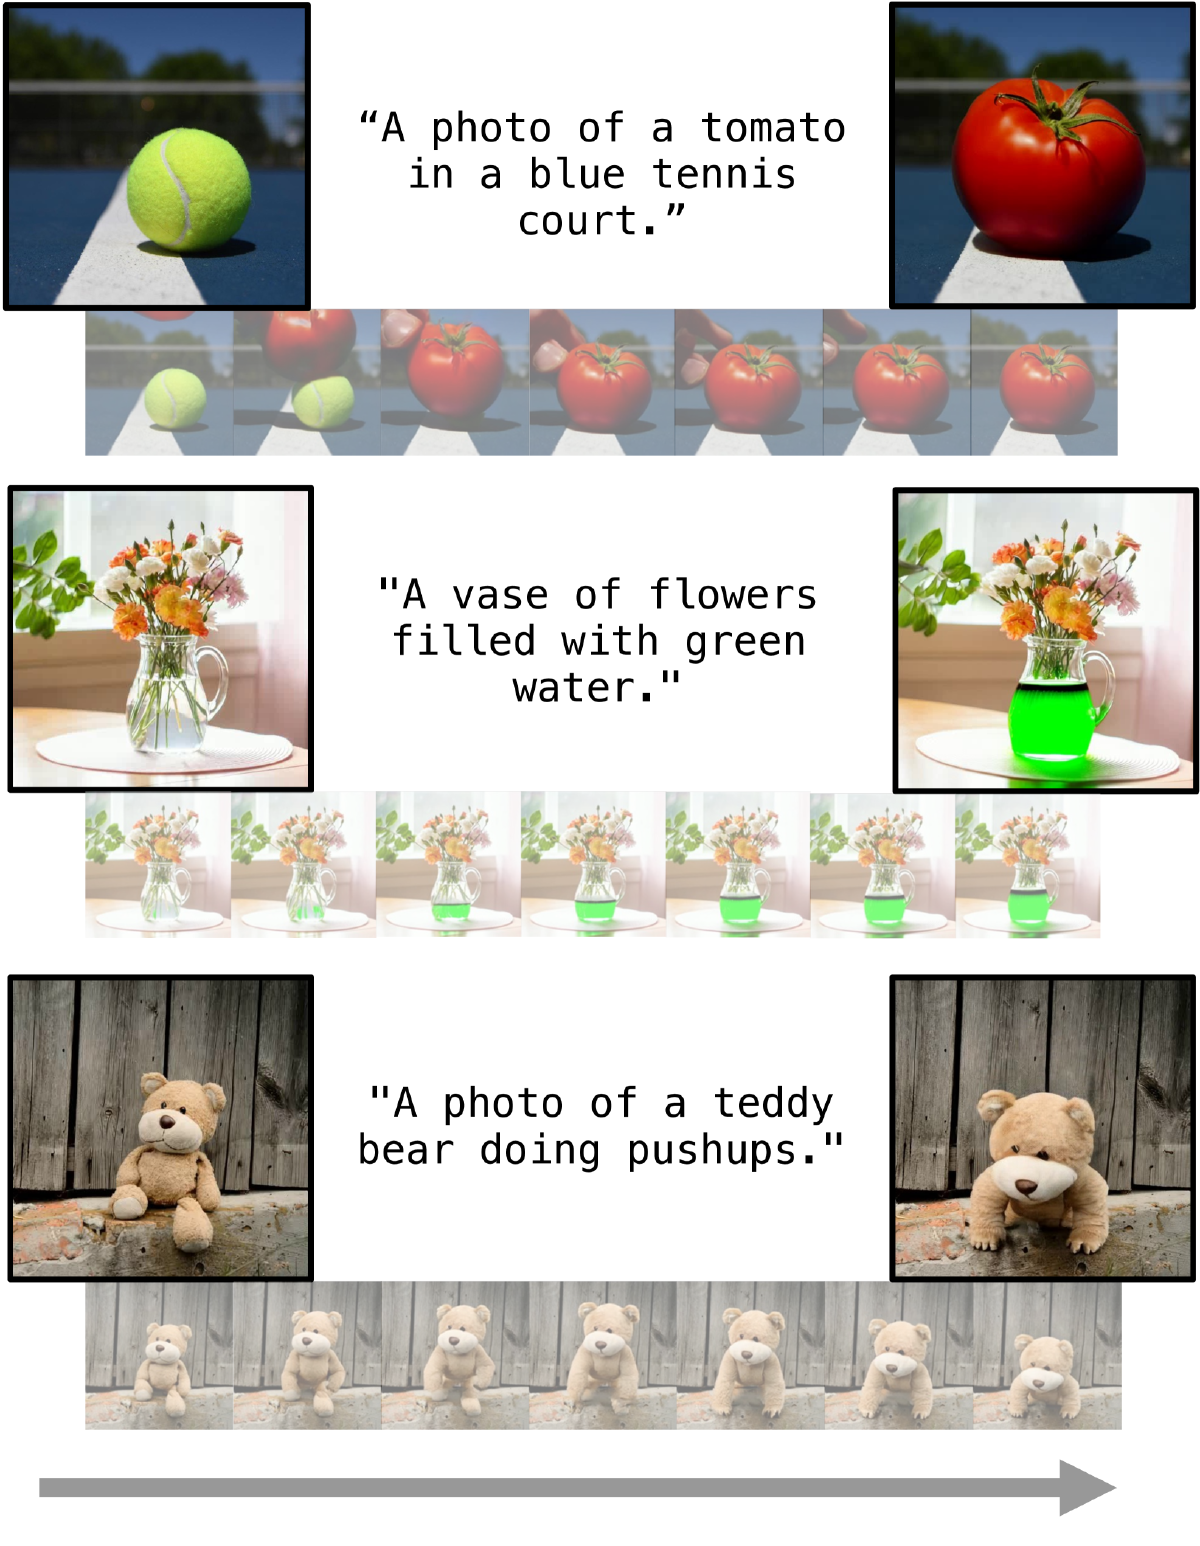 “A photo of a tomato
in a blue tennis
court.”
"A vase of flowers
filled with green
water."
"A photo of a teddy
bear doing pushups."